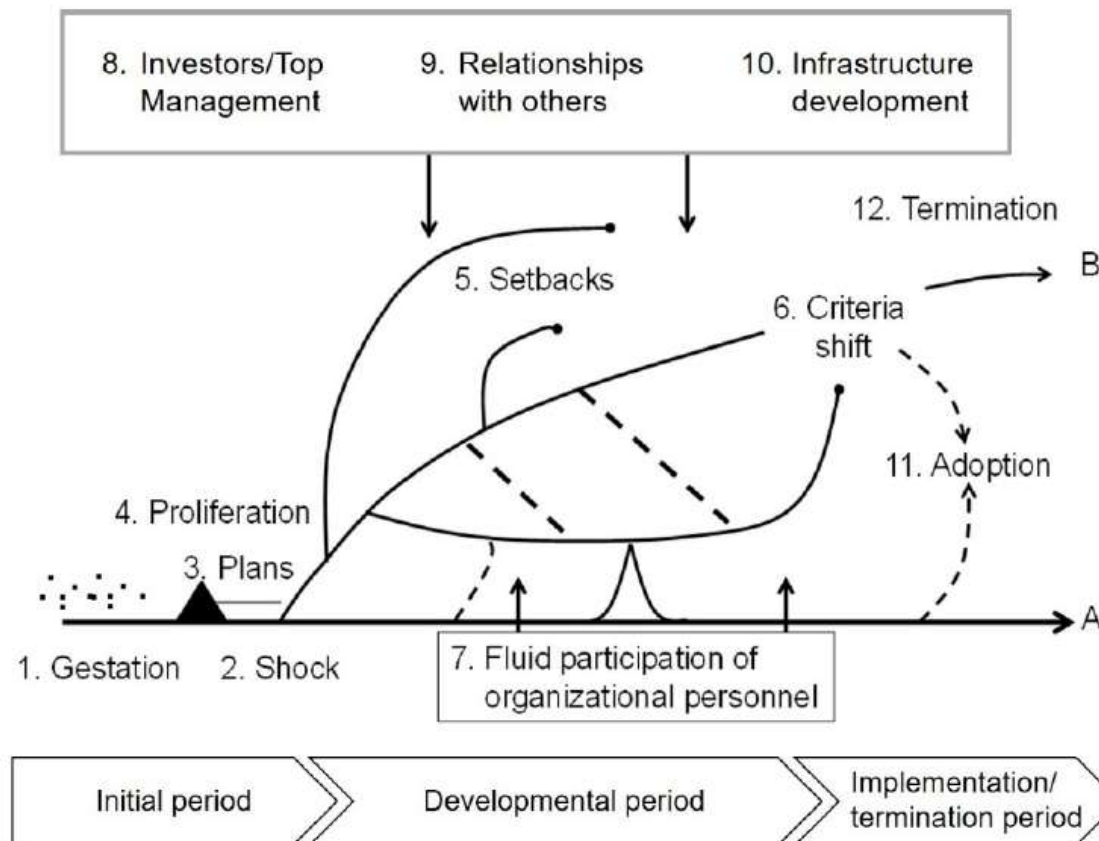 8. Investors/Top
Management
9. Relationships
with others
10. Infrastructure
development
12. Termination
B
5. Setbacks
6. Criteria
shift
11. Adoption
4. Proliferation
3. Plans
A
1. Gestation
2. Shock
7. Fluid participation of
organizational personnel
Initial period
Developmental period
Implementation/
termination period